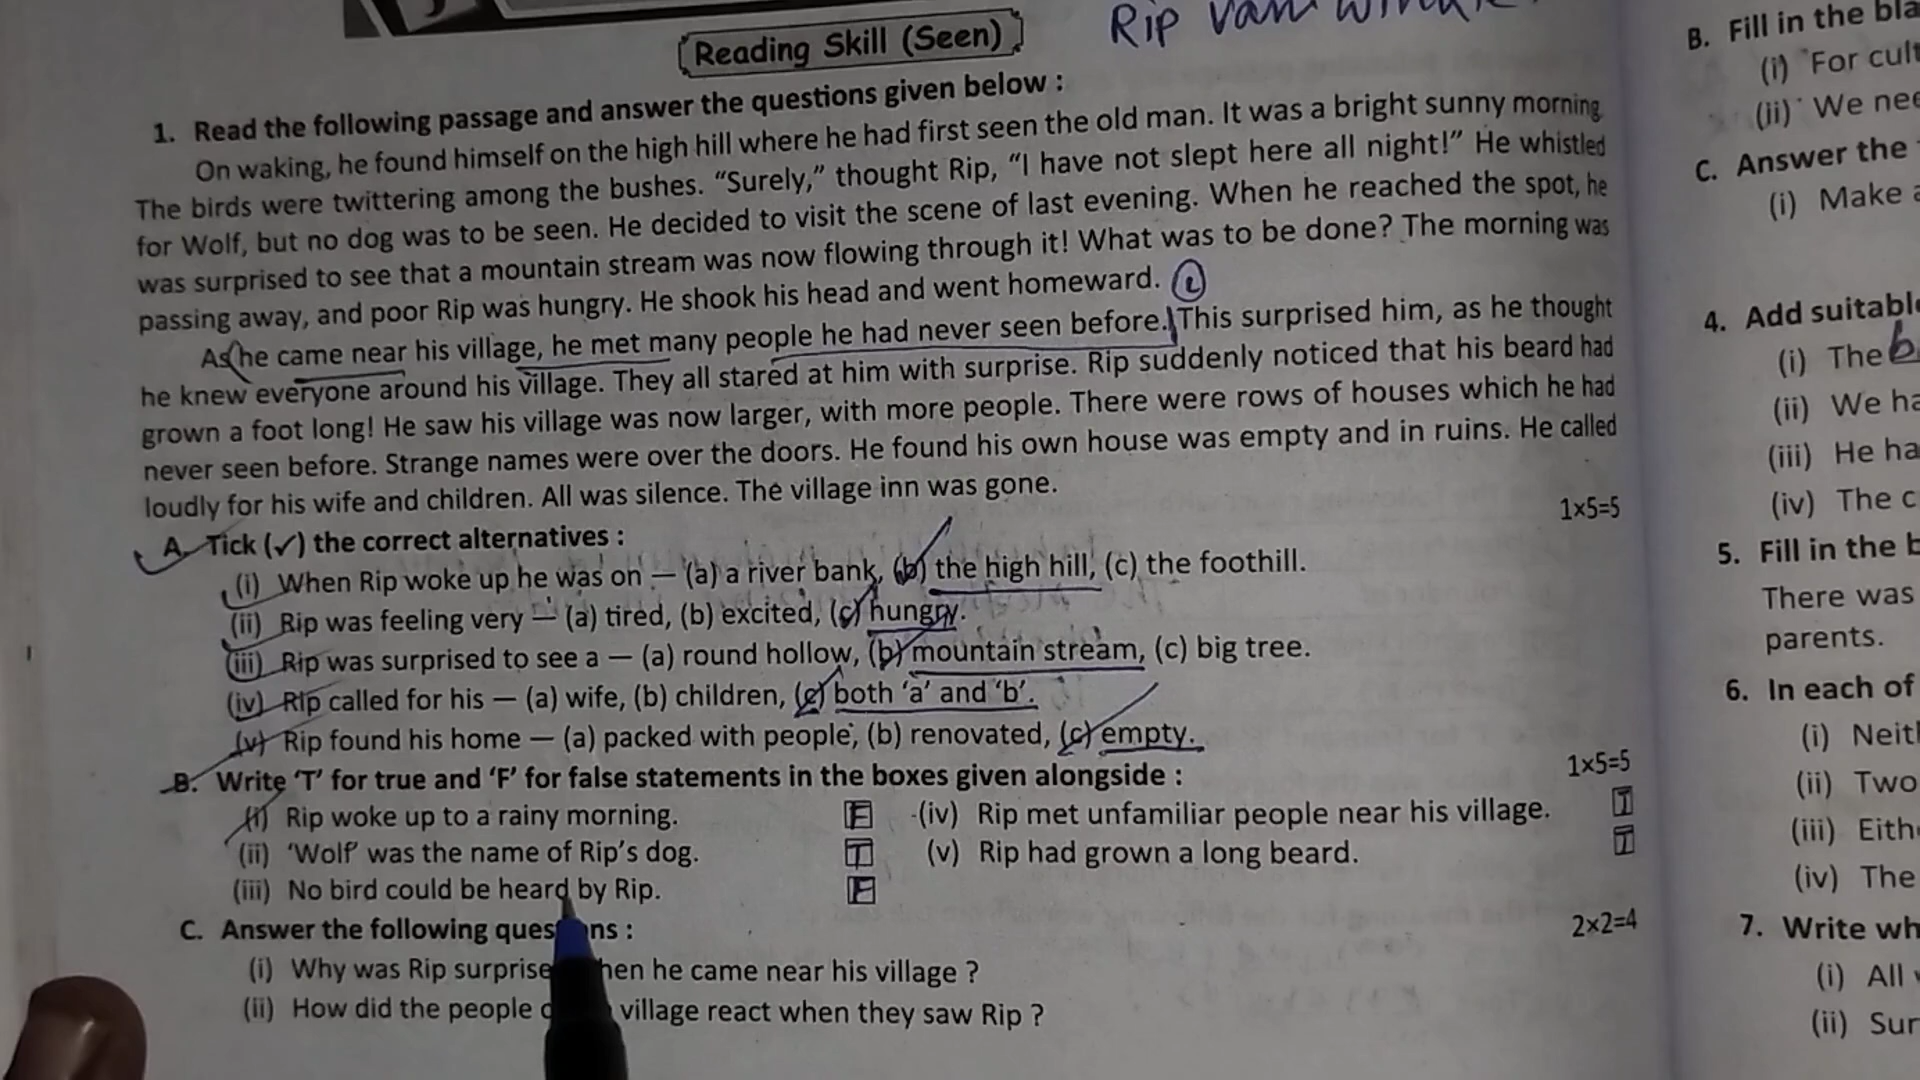 Rip Van Winkle
Reading Skill (Seen)
1. Read the following passage and answer the questions given below :
On waking, he found himself on the high hill where he had first seen the old man. It was a bright sunny morning.
The birds were twittering among the bushes. “Surely,” thought Rip, “I have not slept here all night!” He whistled
for Wolf, but no dog was to be seen. He decided to visit the scene of last evening. When he reached the spot, he
was surprised to see that a mountain stream was now flowing through it! What was to be done? The morning was
passing away, and poor Rip was hungry. He shook his head and went homeward.
As he came near his village, he met many people he had never seen before. This surprised him, as he thought
he knew everyone around his village. They all stared at him with surprise. Rip suddenly noticed that his beard had
grown a foot long! He saw his village was now larger, with more people. There were rows of houses which he had
never seen before. Strange names were over the doors. He found his own house was empty and in ruins. He called
loudly for his wife and children. All was silence. The village inn was gone.
A. Tick (✓) the correct alternatives : 1×5=5
(i) When Rip woke up he was on — (a) a river bank, (b) the high hill, (c) the foothill.
(ii) Rip was feeling very — (a) tired, (b) excited, (c) hungry.
(iii) Rip was surprised to see a — (a) round hollow, (b) mountain stream, (c) big tree.
(iv) Rip called for his — (a) wife, (b) children, (c) both ‘a’ and ‘b’.
(v) Rip found his home — (a) packed with people, (b) renovated, (c) empty.
B. Write ‘T’ for true and ‘F’ for false statements in the boxes given alongside : 1×5=5
(i) Rip woke up to a rainy morning. F (iv) Rip met unfamiliar people near his village. T
(ii) ‘Wolf’ was the name of Rip’s dog. T (v) Rip had grown a long beard. T
(iii) No bird could be heard by Rip. F
C. Answer the following questions : 2×2=4
(i) Why was Rip surprise hen he came near his village ?
(ii) How did the people village react when they saw Rip ?
B. Fill in the bla
(i) For cult
(ii) We nee
C. Answer the
(i) Make a
4. Add suitabl
(i) The b
(ii) We ha
(iii) He ha
(iv) The c
5. Fill in the b
There was
parents.
6. In each of
(i) Neith
(ii) Two
(iii) Eith
(iv) The
7. Write wh
(i) All
(ii) Sur